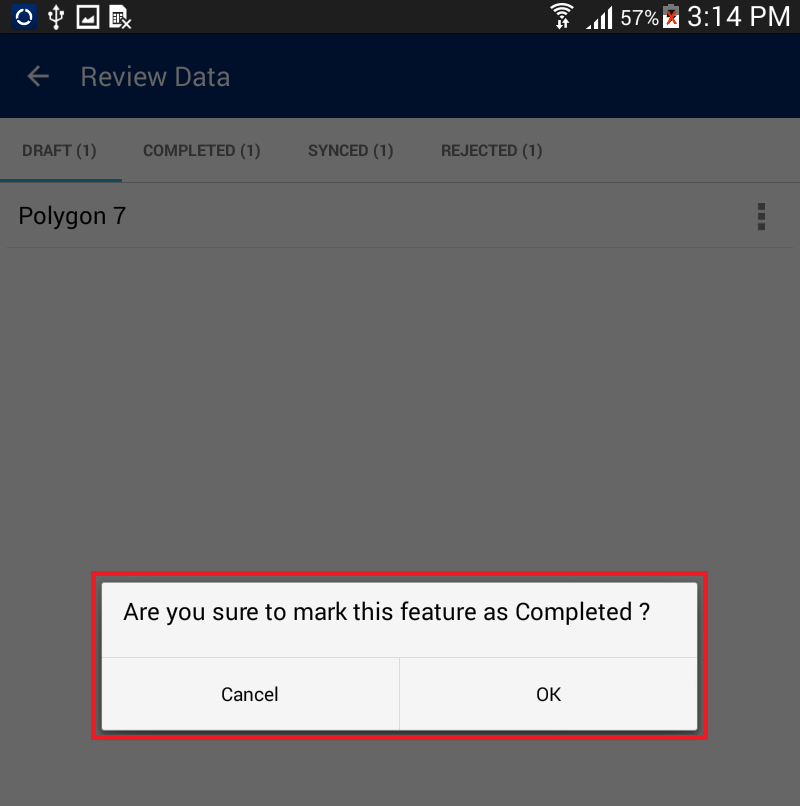 57% 3:14 PM
Review Data
DRAFT (1) COMPLETED (1) SYNCED (1) REJECTED (1)
Polygon 7
Are you sure to mark this feature as Completed ?
Cancel OK